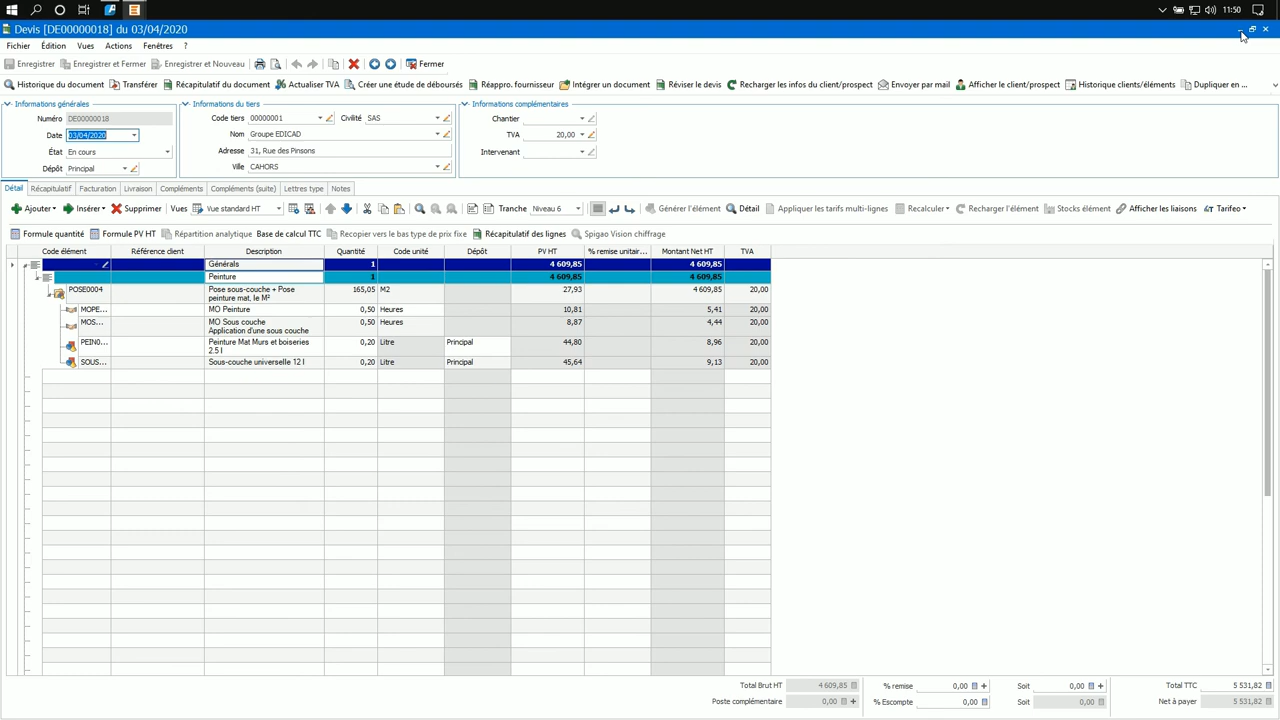 11:50
Devis [DE00000018] du 03/04/2020
Fichier Édition Vues Actions Fenêtres ?
Enregistrer Enregistrer et Fermer Enregistrer et Nouveau Fermer
Historique du document Transférer Récapitulatif du document Actualiser TVA Créer une étude de déboursés Réappro. fournisseur Intégrer un document Réviser le devis Recharger les infos du client/prospect Envoyer par mail Afficher le client/prospect Historique clients/éléments Dupliquer en ...
Informations générales Informations du tiers Informations complémentaires
Numéro DE00000018 Code tiers 00000001 Civilité SAS Chantier
Date 03/04/2020 Nom Groupe EDICAD TVA 20,00
État En cours Adresse 31, Rue des Pinsons Intervenant
Dépôt Principal Ville CAHORS
Détail Récapitulatif Facturation Livraison Compléments Compléments (suite) Lettres type Notes
Ajouter Insérer Supprimer Vues Vue standard HT Tranche Niveau 6 Générer l'élément Détail Appliquer les tarifs multi-lignes Recalculer Recharger l'élément Stocks élément Afficher les liaisons Tarifeo
Formule quantité Formule PV HT Répartition analytique Base de calcul TTC Recopier vers le bas type de prix fixe Récapitulatif des lignes Spigao Vision chiffrage
Code élément Référence client Description Quantité Code unité Dépôt PV HT % remise unitair... Montant Net HT TVA
Générals 1 4 609,85 4 609,85
Peinture 1 4 609,85 4 609,85
POSE0004 Pose sous-couche + Pose 165,05 M2 27,93 4 609,85 20,00
peinture mat, le M²
MOPE... MO Peinture 0,50 Heures 10,81 5,41 20,00
MOS... MO Sous couche 0,50 Heures 8,87 4,44 20,00
Application d'une sous couche
PEIN0... Peinture Mat Murs et boiseries 0,20 Litre Principal 44,80 8,96 20,00
2.5 l
SOUS... Sous-couche universelle 12 l 0,20 Litre Principal 45,64 9,13 20,00
Total Brut HT 4 609,85 % remise 0,00 Soit 0,00 Total TTC 5 531,82
Poste complémentaire 0,00 % Escompte 0,00 Soit 0,00 Net à payer 5 531,82